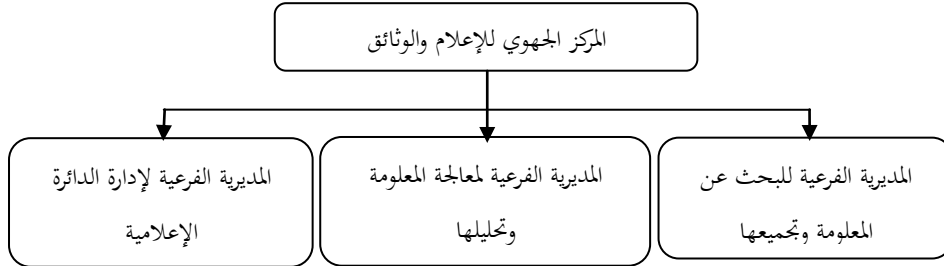 المركز الجهوي للإعلام والوثائق
المديرية الفرعية للبحث عن
المعلومة وتجميعها
المديرية الفرعية لمعالجة المعلومة
وتحليلها
المديرية الفرعية لإدارة الدائرة
الإعلامية